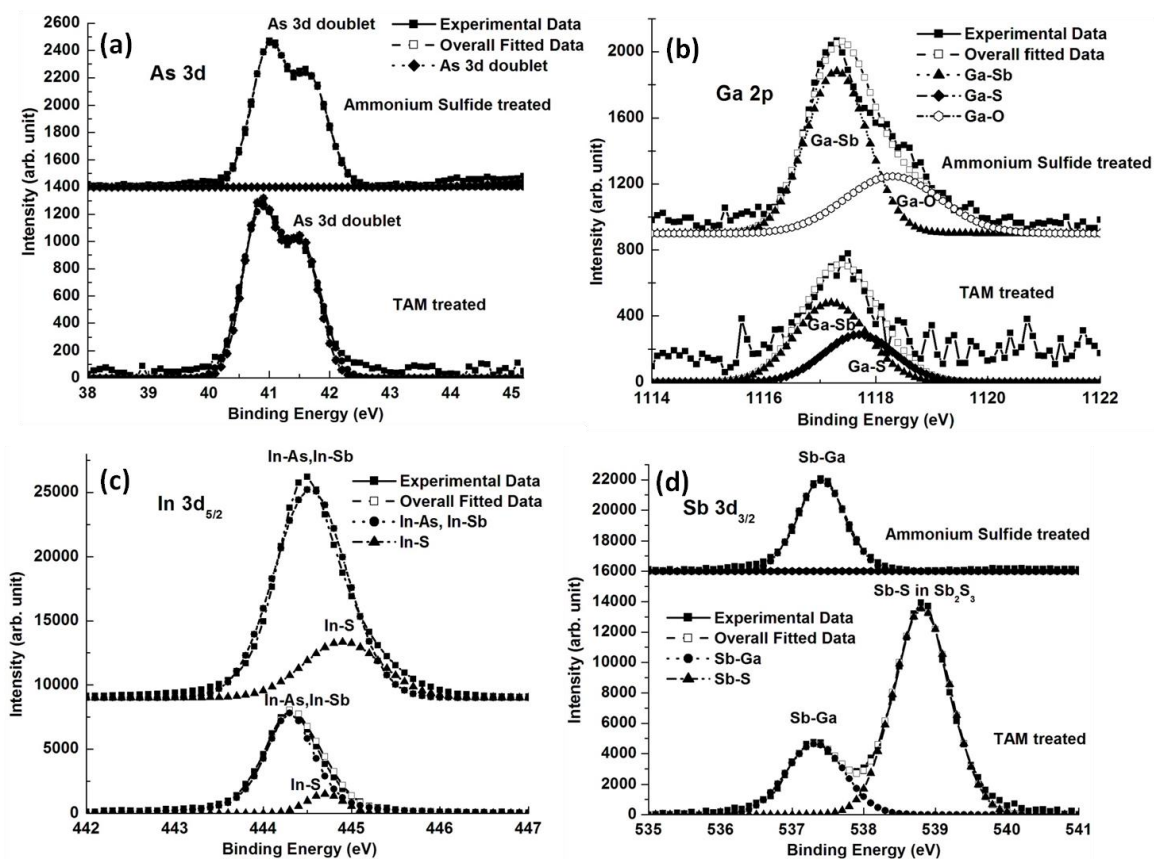 (a)
As 3d
As 3d doublet
Experimental Data
Overall Fitted Data
As 3d doublet
Ammonium Sulfide treated
As 3d doublet
TAM treated
Intensity (arb. unit)
2600
2400
2200
2000
1800
1600
1400
1200
1000
800
600
400
200
0
38 39 40 41 42 43 44 45
Binding Energy (eV)
(b)
Ga 2p
Experimental Data
Overall fitted Data
Ga-Sb
Ga-S
Ga-O
Ga-Sb
Ammonium Sulfide treated
Ga-O
TAM treated
Ga-Sb
Ga-S
Intensity (arb. unit)
2000
1600
1200
800
400
0
1114 1116 1118 1120 1122
Binding Energy (eV)
(c)
In 3d5/2
In-As,In-Sb
Experimental Data
Overall Fitted Data
In-As, In-Sb
In-S
In-S
In-As,In-Sb
In-S
Intensity (arb. unit)
25000
20000
15000
10000
5000
0
442 443 444 445 446 447
Binding Energy (eV)
(d)
Sb 3d3/2
Sb-Ga
Ammonium Sulfide treated
Sb-S in Sb2S3
Experimental Data
Overall Fitted Data
Sb-Ga
Sb-S
Sb-Ga
TAM treated
Intensity (arb. unit)
22000
20000
18000
16000
14000
12000
10000
8000
6000
4000
2000
0
535 536 537 538 539 540 541
Binding Energy (eV)